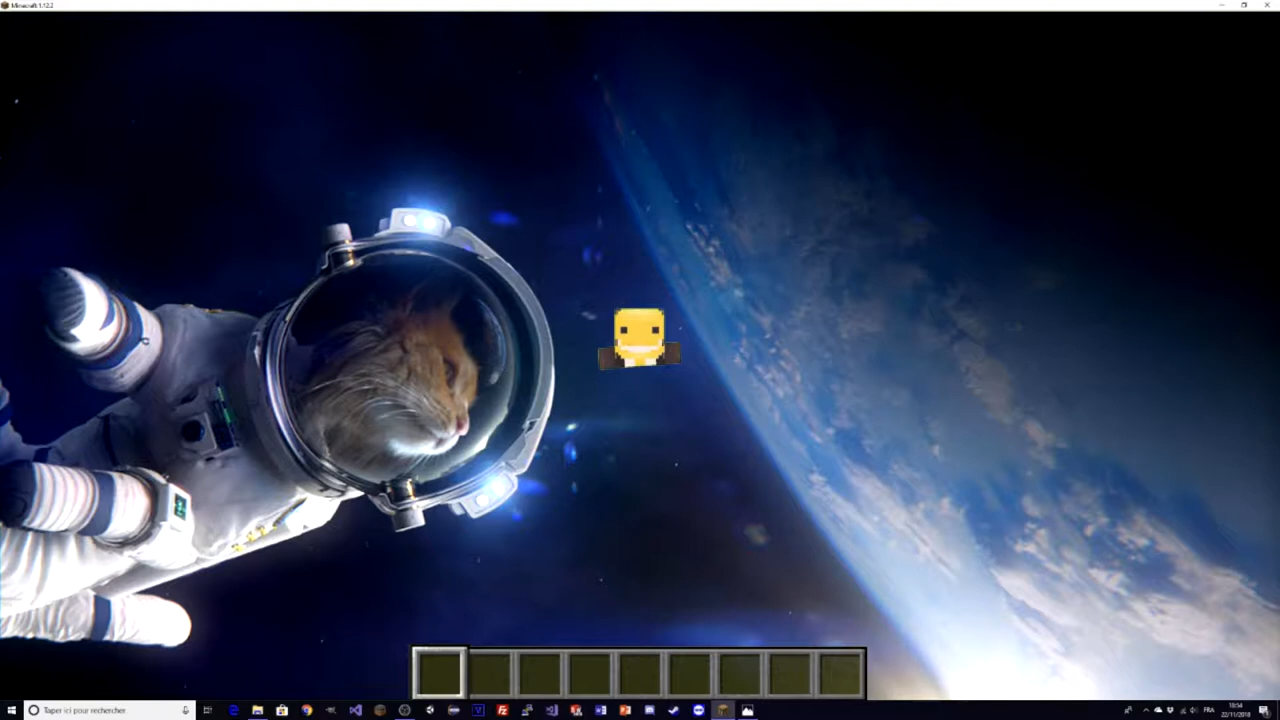 Minecraft 1.12.2
Taper ici pour rechercher
FRA
18:54
22/11/2018